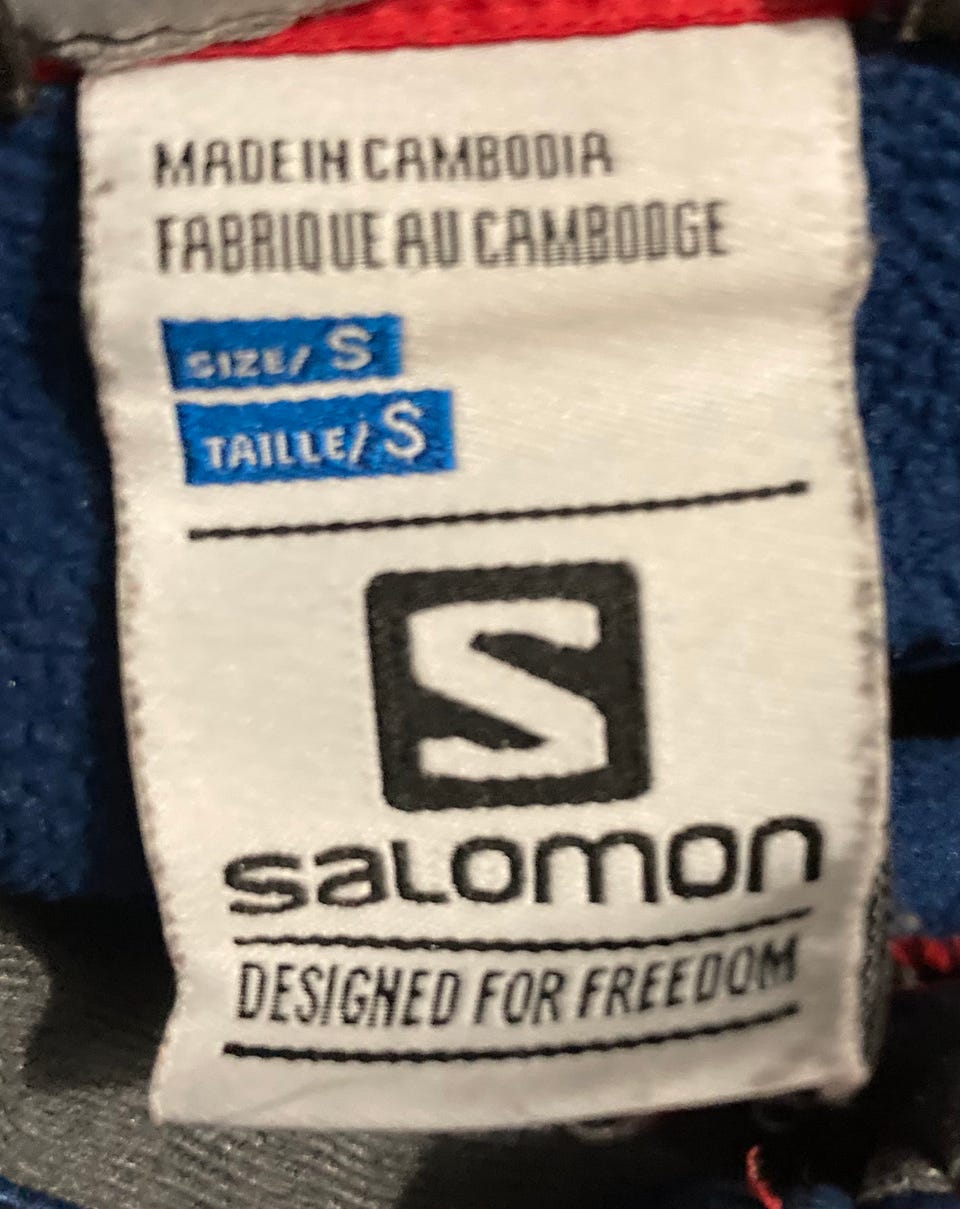 MADE IN CAMBODIA
FABRIQUE AU CAMBODGE
SIZE/ S
TAILLE/ S
S
SALOMON
DESIGNED FOR FREEDOM